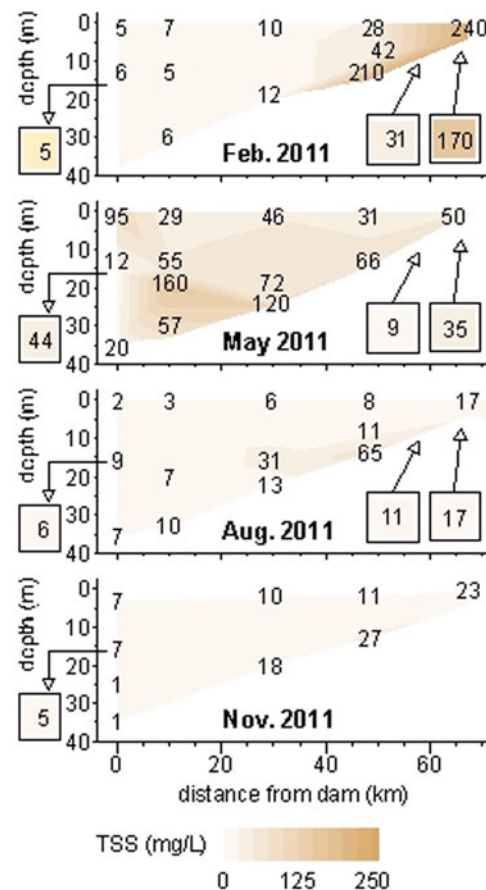 0 5 7 10 28 240
10 42
6 5 210
20 12
30 6 31 170
5 Feb. 2011
40
depth (m)
0 95 29 46 31 50
10 12 55 66
20 160 72
120
30 57 9 35
44 20 May 2011
40
depth (m)
0 2 3 6 8 17
10 11
9 31 65
20 7 13
30 10 11 17
6 7 Aug. 2011
40
depth (m)
0 7 10 11 23
10 27
7
20 18
1
30
5 1 Nov. 2011
40
depth (m)
0 20 40 60
distance from dam (km)
TSS (mg/L)
0 125 250